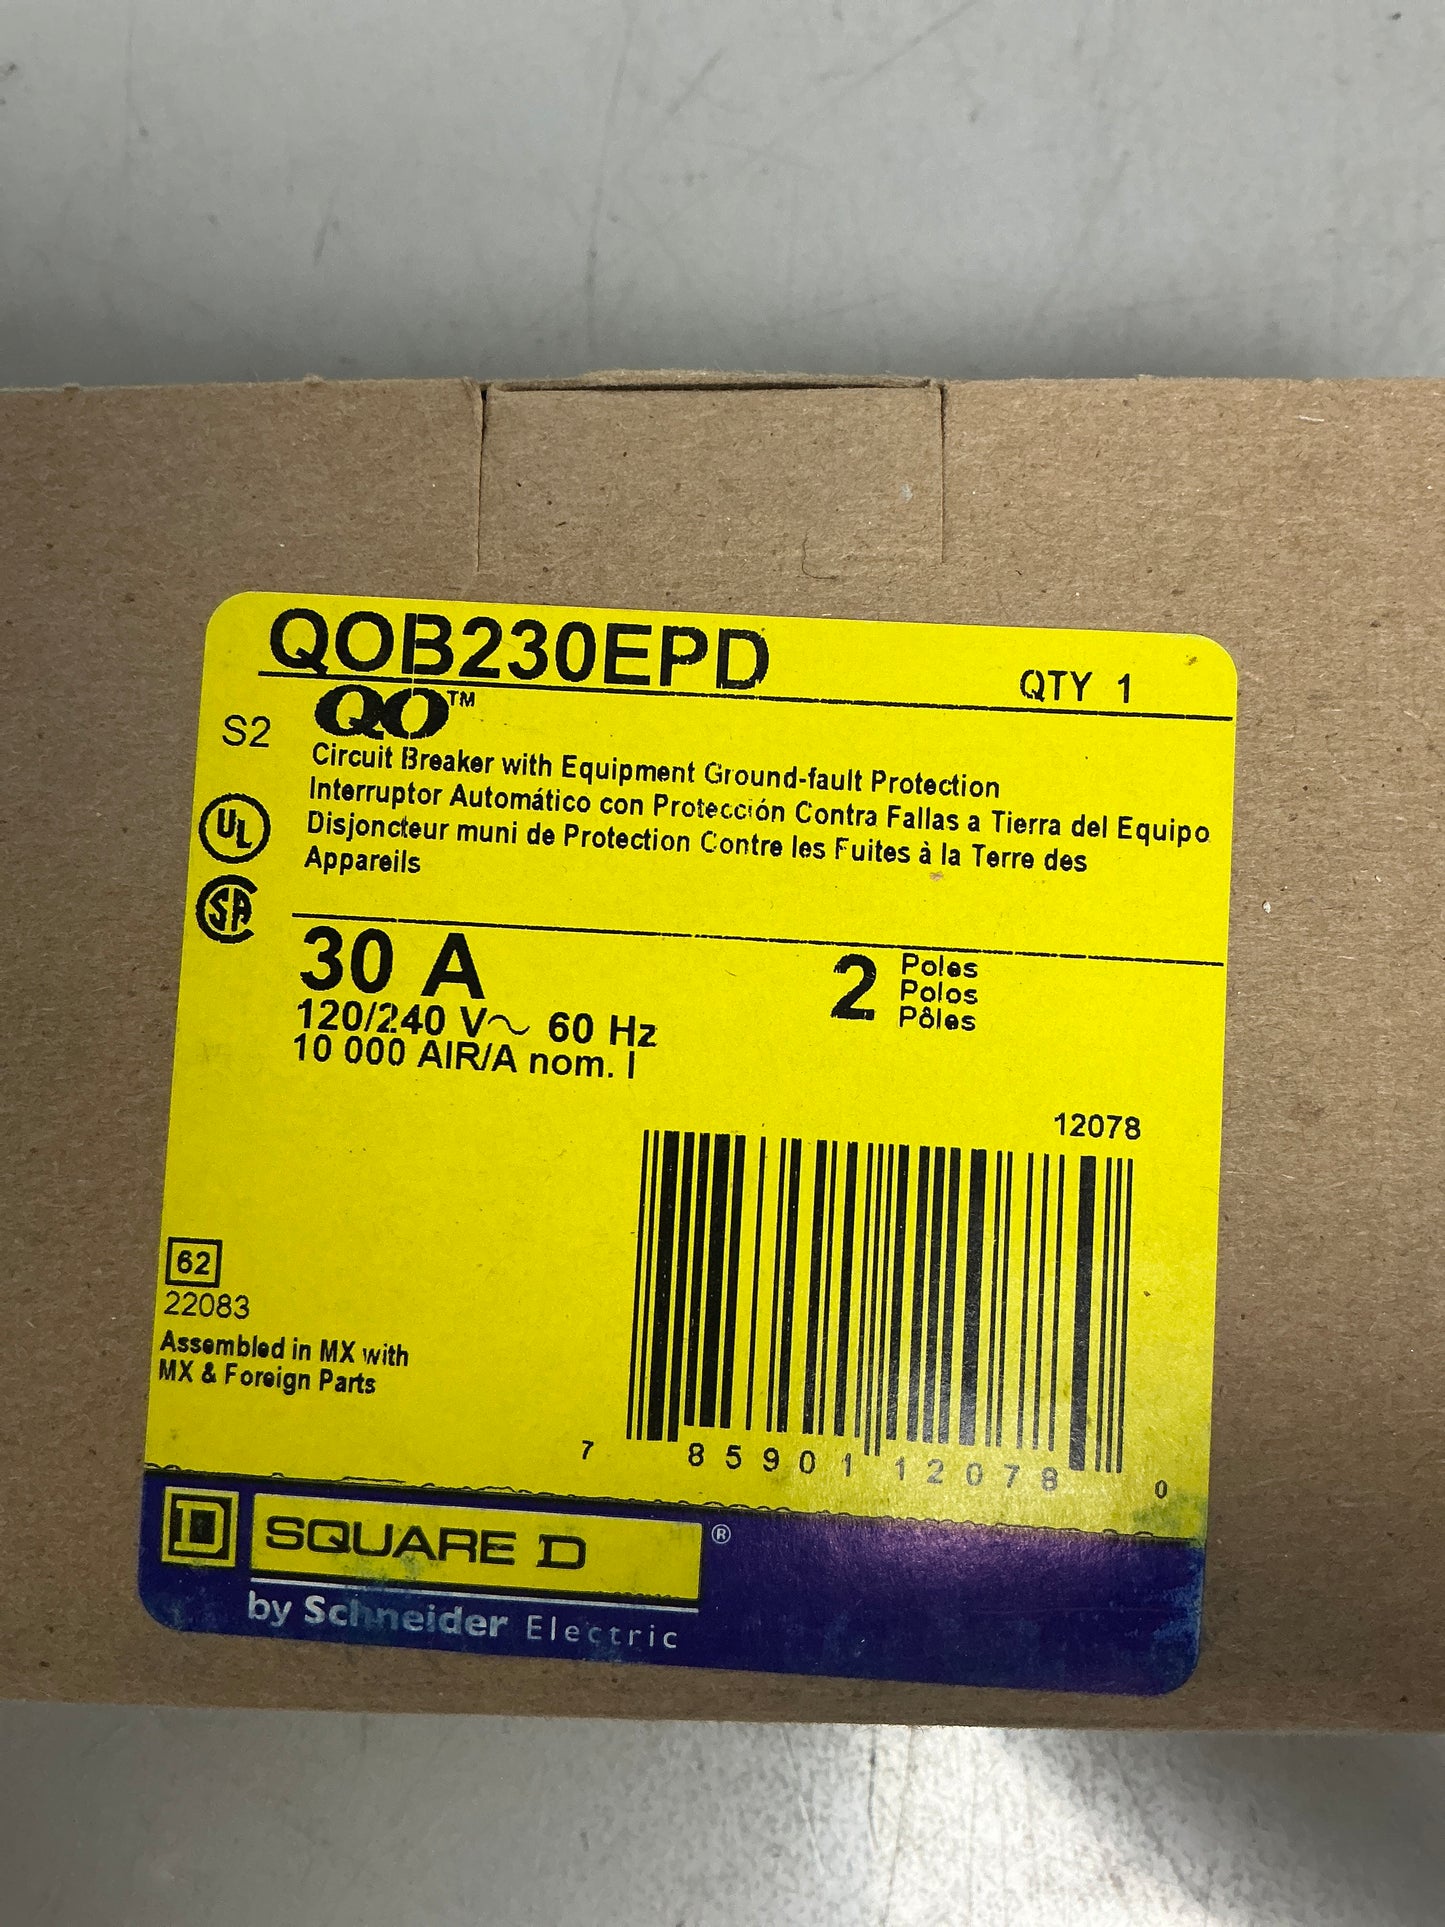 QOB230EPD
QTY 1
QO™
S2
Circuit Breaker with Equipment Ground-fault Protection
Interruptor Automático con Protección Contra Fallas a Tierra del Equipo
Disjoncteur muni de Protection Contre les Fuites à la Terre des
Appareils
UL
SA
30 A
2
Poles
Polos
Pôles
120/240 V~ 60 Hz
10 000 AIR/A nom. I
12078
62
22083
Assembled in MX with
MX & Foreign Parts
7 85901 12078 0
D SQUARE D ®
by Schneider Electric